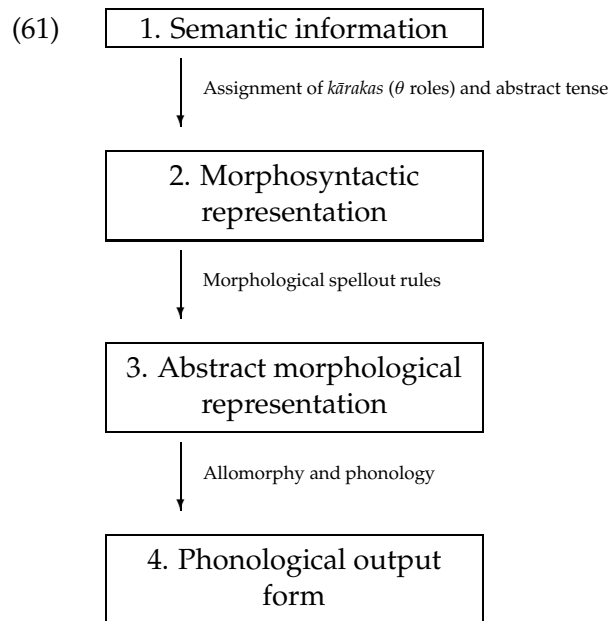 (61) 1. Semantic information
Assignment of kārakas (θ roles) and abstract tense
2. Morphosyntactic
representation
Morphological spellout rules
3. Abstract morphological
representation
Allomorphy and phonology
4. Phonological output
form